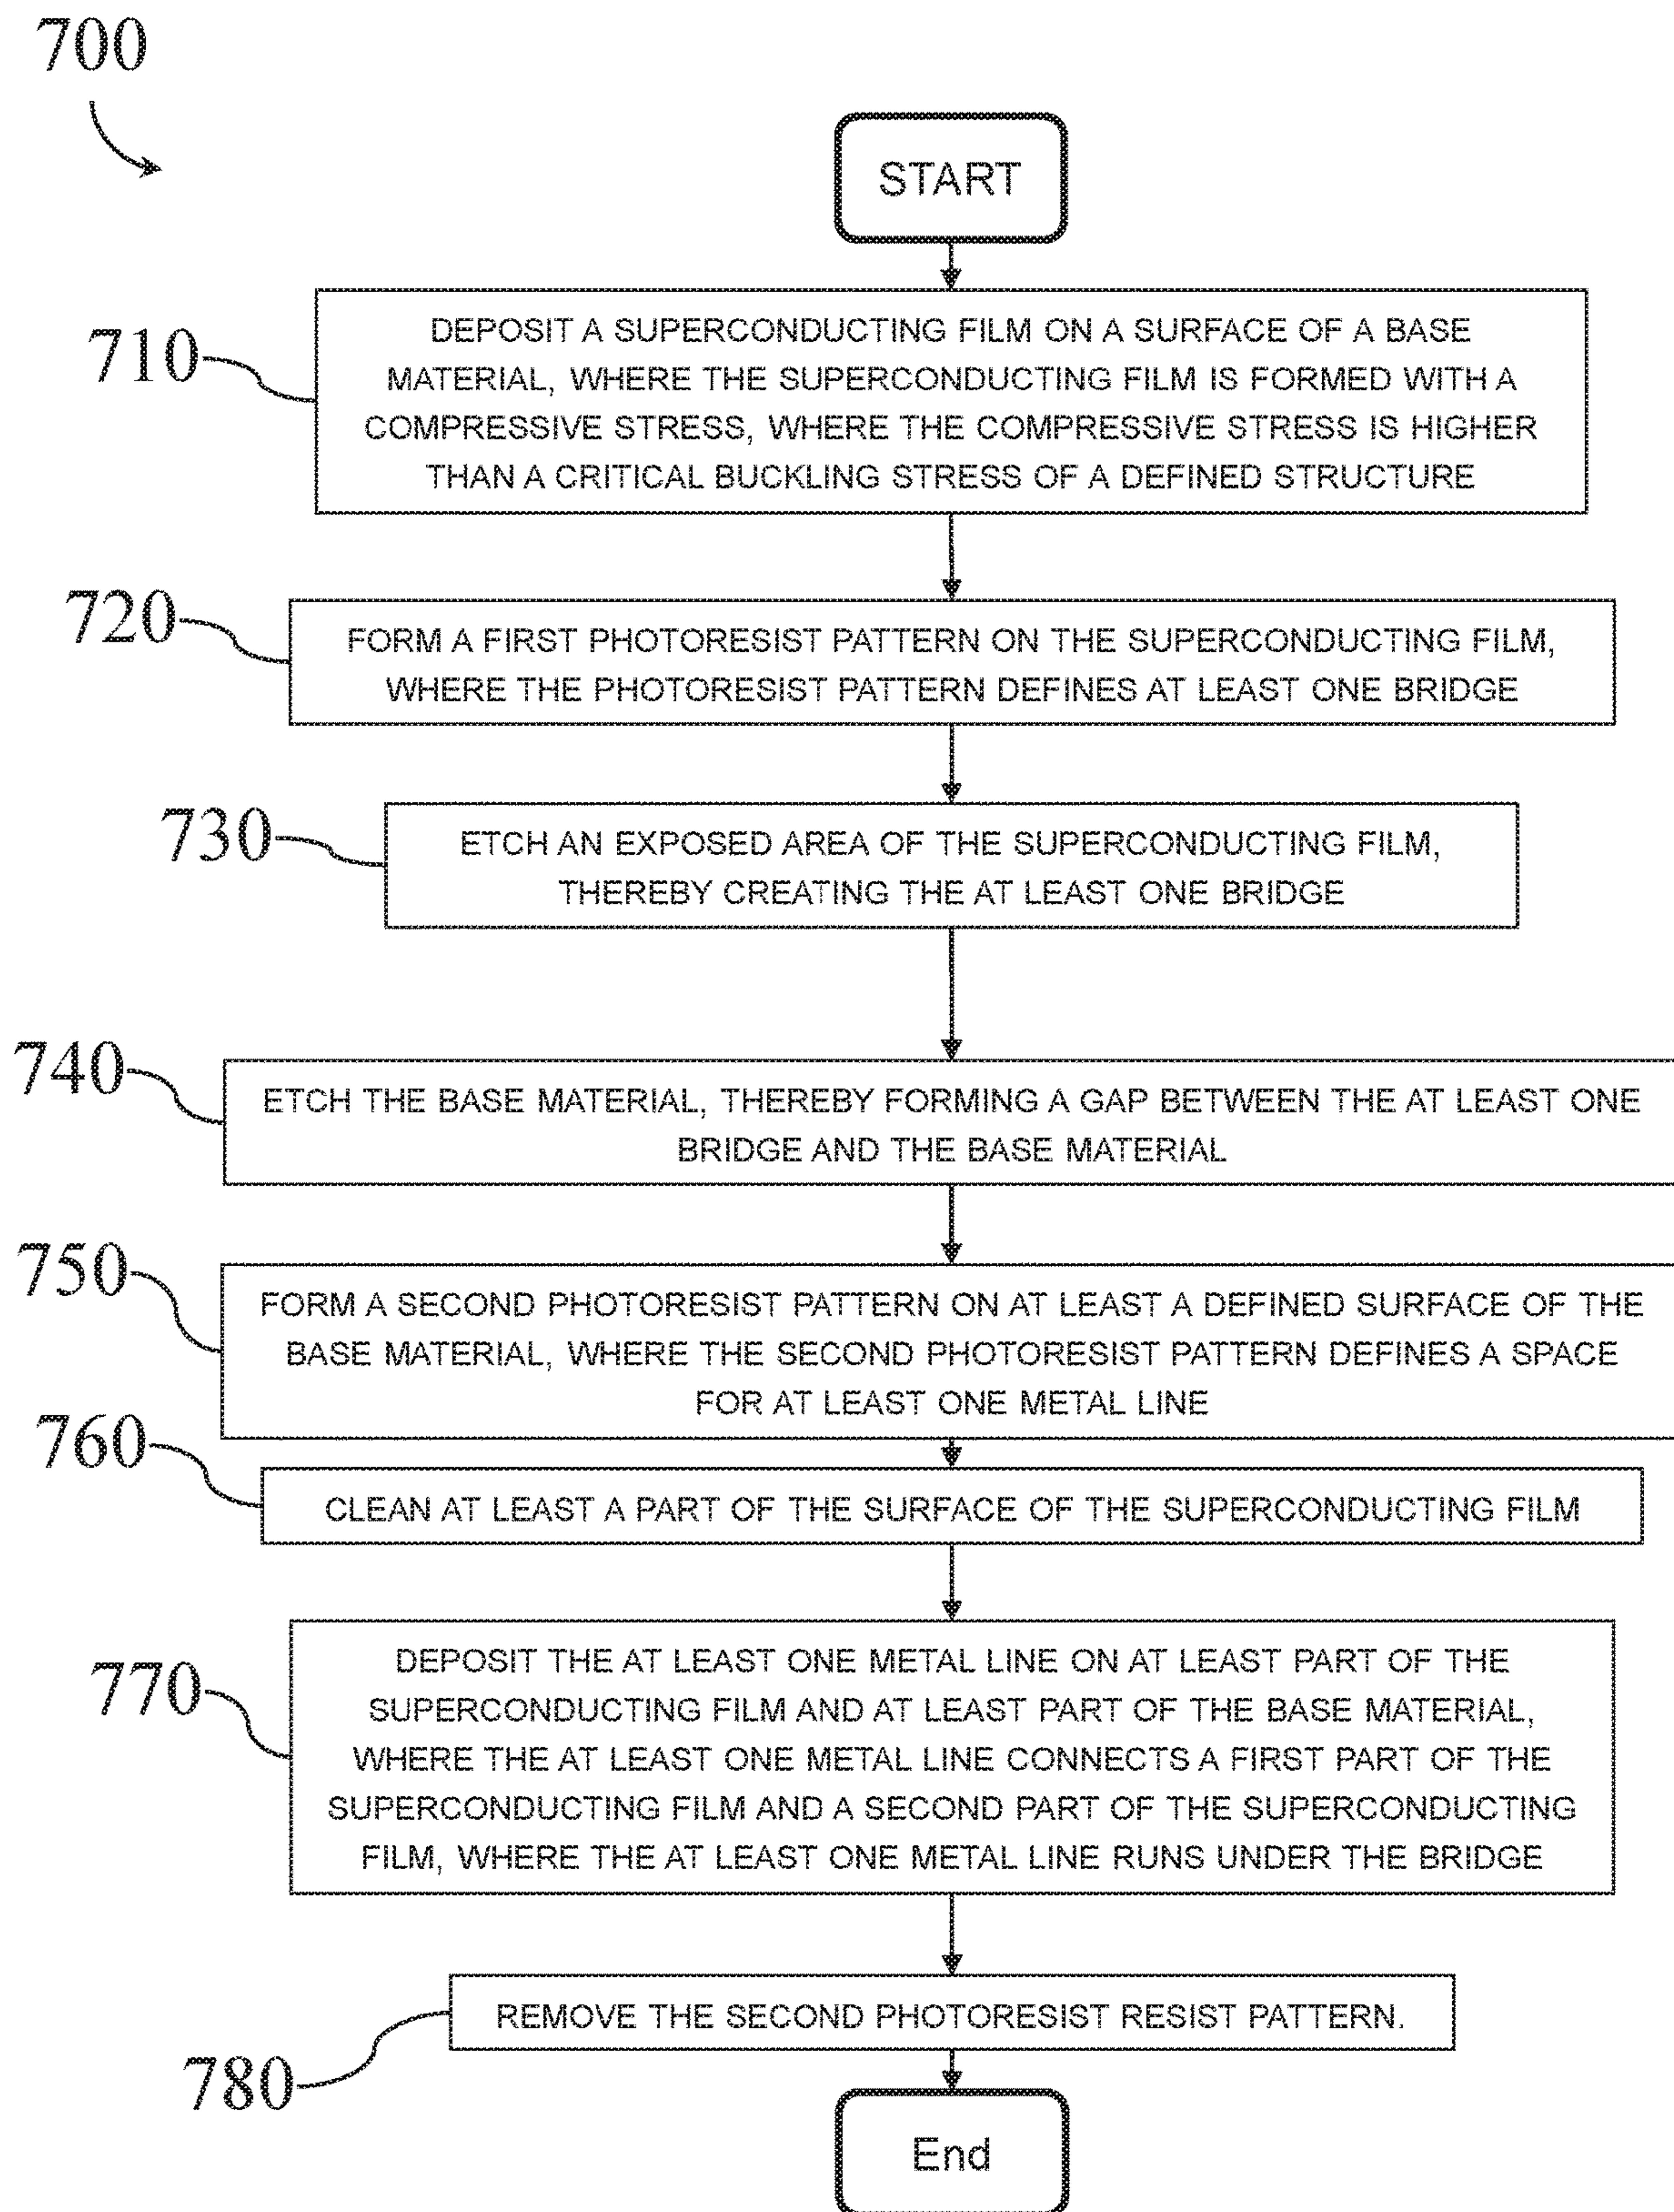 700
START
710
DEPOSIT A SUPERCONDUCTING FILM ON A SURFACE OF A BASE
MATERIAL, WHERE THE SUPERCONDUCTING FILM IS FORMED WITH A
COMPRESSIVE STRESS, WHERE THE COMPRESSIVE STRESS IS HIGHER
THAN A CRITICAL BUCKLING STRESS OF A DEFINED STRUCTURE
720
FORM A FIRST PHOTORESIST PATTERN ON THE SUPERCONDUCTING FILM,
WHERE THE PHOTORESIST PATTERN DEFINES AT LEAST ONE BRIDGE
730
ETCH AN EXPOSED AREA OF THE SUPERCONDUCTING FILM,
THEREBY CREATING THE AT LEAST ONE BRIDGE
740
ETCH THE BASE MATERIAL, THEREBY FORMING A GAP BETWEEN THE AT LEAST ONE
BRIDGE AND THE BASE MATERIAL
750
FORM A SECOND PHOTORESIST PATTERN ON AT LEAST A DEFINED SURFACE OF THE
BASE MATERIAL, WHERE THE SECOND PHOTORESIST PATTERN DEFINES A SPACE
FOR AT LEAST ONE METAL LINE
760
CLEAN AT LEAST A PART OF THE SURFACE OF THE SUPERCONDUCTING FILM
770
DEPOSIT THE AT LEAST ONE METAL LINE ON AT LEAST PART OF THE
SUPERCONDUCTING FILM AND AT LEAST PART OF THE BASE MATERIAL,
WHERE THE AT LEAST ONE METAL LINE CONNECTS A FIRST PART OF THE
SUPERCONDUCTING FILM AND A SECOND PART OF THE SUPERCONDUCTING
FILM, WHERE THE AT LEAST ONE METAL LINE RUNS UNDER THE BRIDGE
780
REMOVE THE SECOND PHOTORESIST RESIST PATTERN.
End